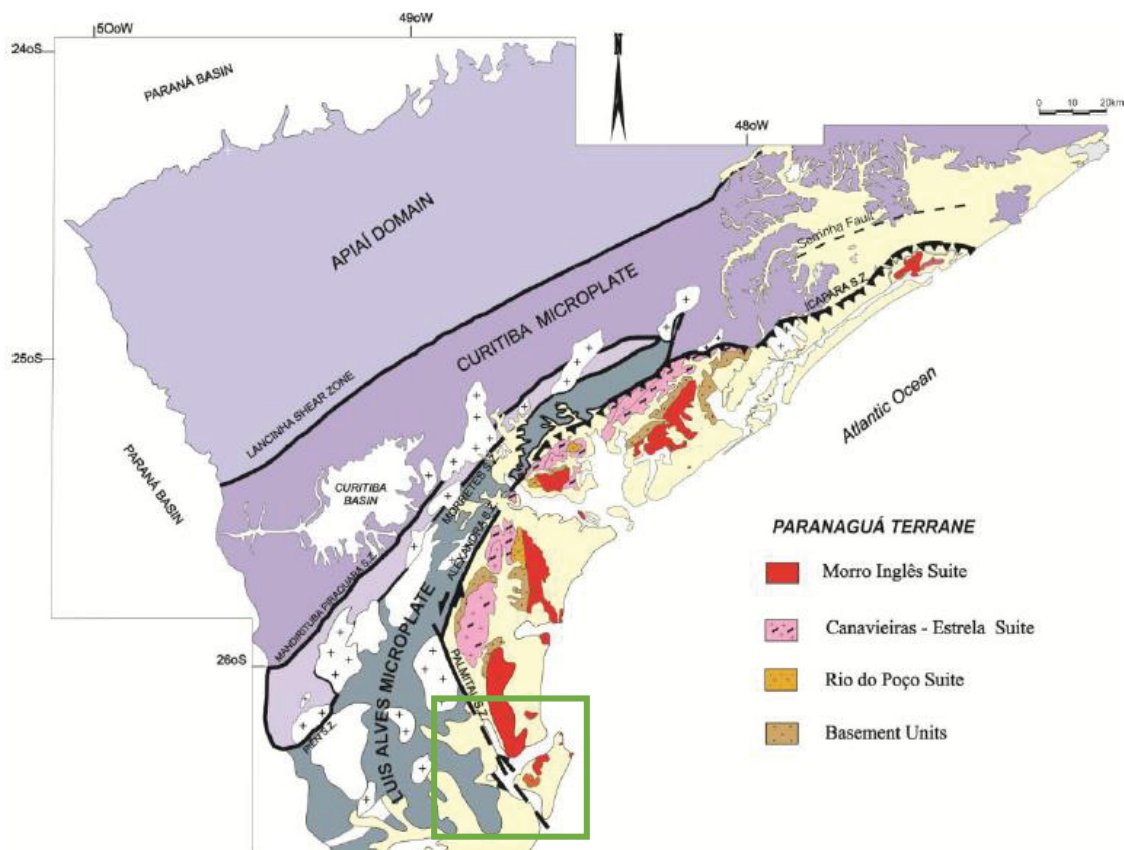 50oW
49oW
24oS
PARANÁ BASIN
N
0 10 20km
48oW
APIAÍ DOMAIN
Serrinha Fault
CURITIBA MICROPLATE
ICAPARA S.Z.
25oS
LANCINHA SHEAR ZONE
Atlantic Ocean
PARANÁ BASIN
CURITIBA
BASIN
MORRETES S.Z.
ALEXANDRA S.Z.
MANDIRITUBA PIRAQUARA S.Z.
26oS
PALMITAL S.Z.
PIEN S.Z.
LUIS ALVES MICROPLATE
PARANAGUÁ TERRANE
Morro Inglês Suite
Canavieiras - Estrela Suite
Rio do Poço Suite
Basement Units